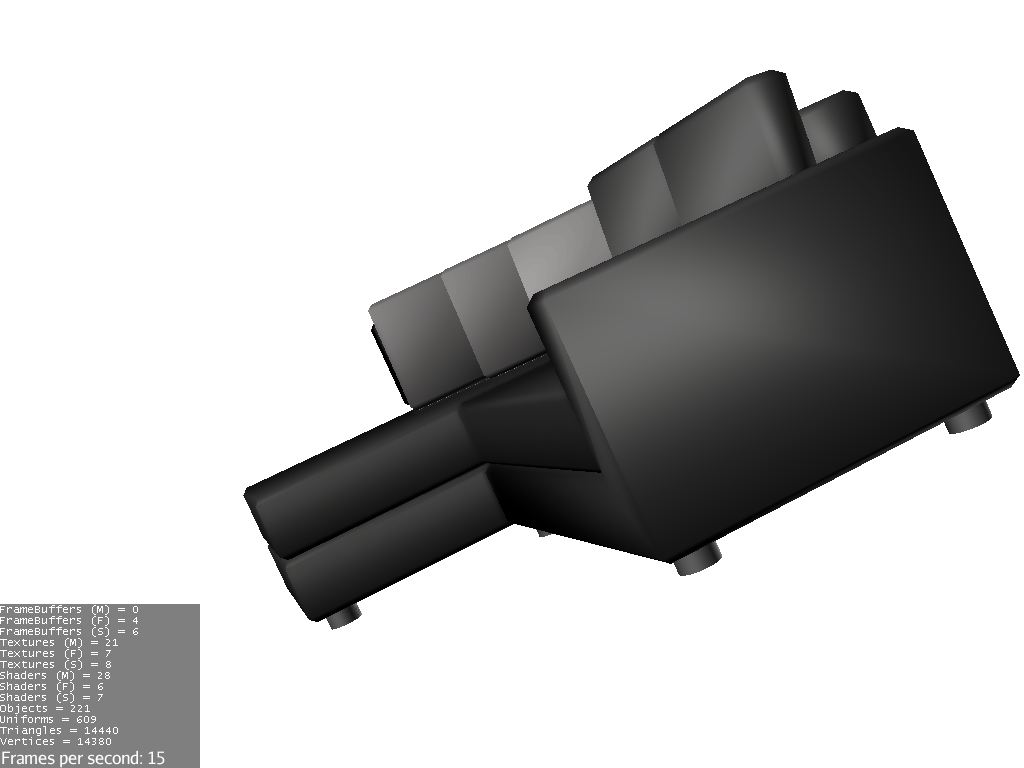 FrameBuffers (M) = 0
FrameBuffers (F) = 4
FrameBuffers (S) = 6
Textures (M) = 21
Textures (F) = 7
Textures (S) = 8
Shaders (M) = 28
Shaders (F) = 6
Shaders (S) = 7
Objects = 221
Uniforms = 609
Triangles = 14440
Vertices = 14380
Frames per second: 15